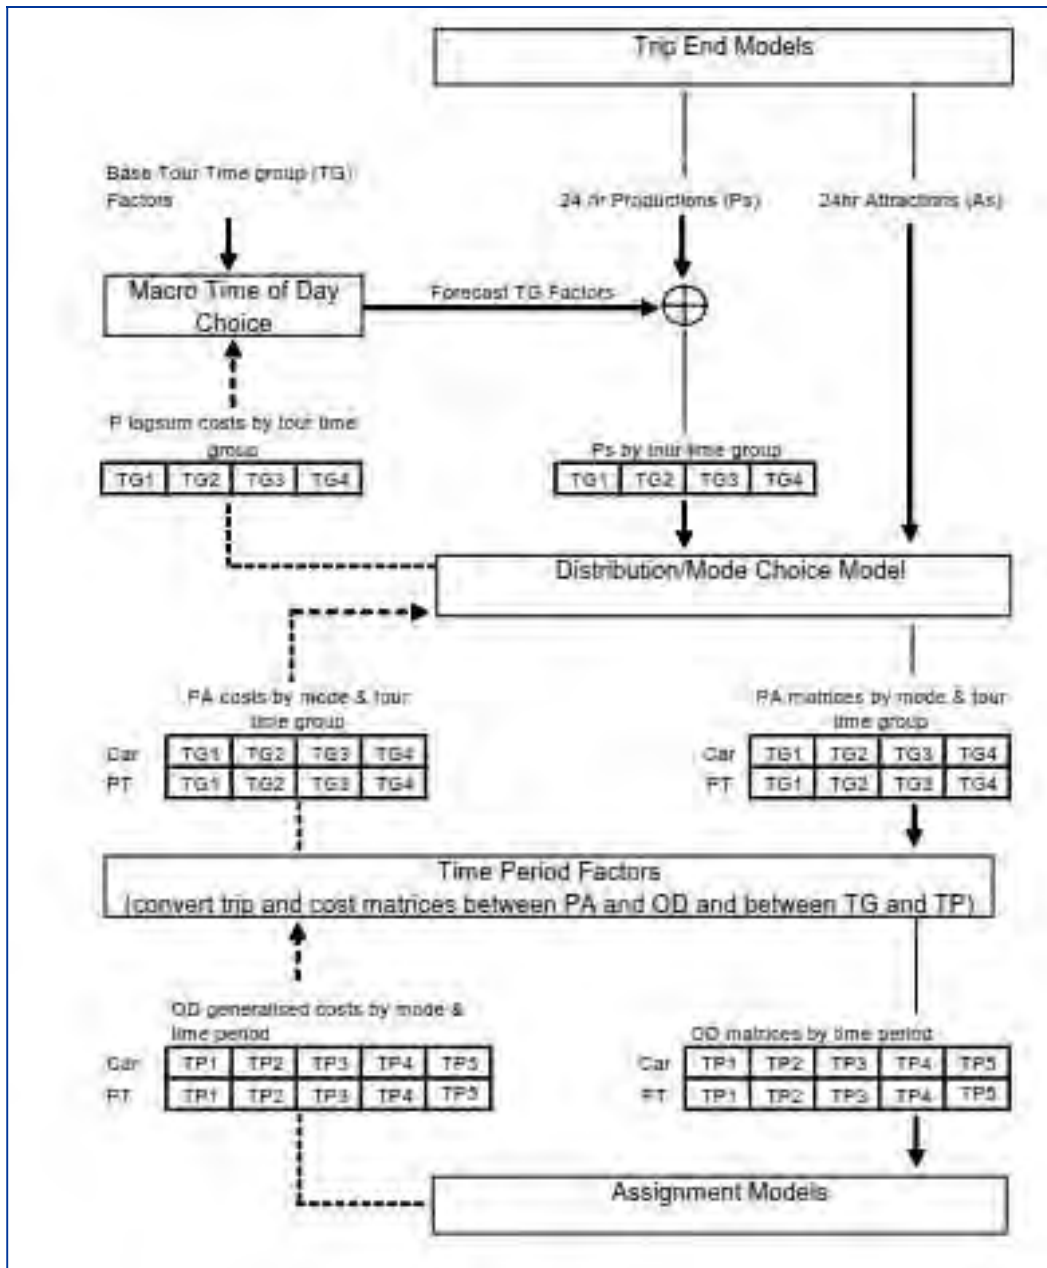 Trip End Models
Base Tour Time group (TG)
Factors
24 hr Productions (Ps)
24hr Attractions (As)
Macro Time of Day
Choice
Forecast TG Factors
P logsum costs by tour time
group
TG1 TG2 TG3 TG4
Ps by tour time group
TG1 TG2 TG3 TG4
Distribution/Mode Choice Model
PA costs by mode & tour
time group
Car TG1 TG2 TG3 TG4
PT TG1 TG2 TG3 TG4
PA matrices by mode & tour
time group
Car TG1 TG2 TG3 TG4
PT TG1 TG2 TG3 TG4
Time Period Factors
(convert trip and cost matrices between PA and OD and between TG and TP)
OD generalised costs by mode &
time period
Car TP1 TP2 TP3 TP4 TP5
PT TP1 TP2 TP3 TP4 TP5
OD matrices by time period
Car TP1 TP2 TP3 TP4 TP5
PT TP1 TP2 TP3 TP4 TP5
Assignment Models